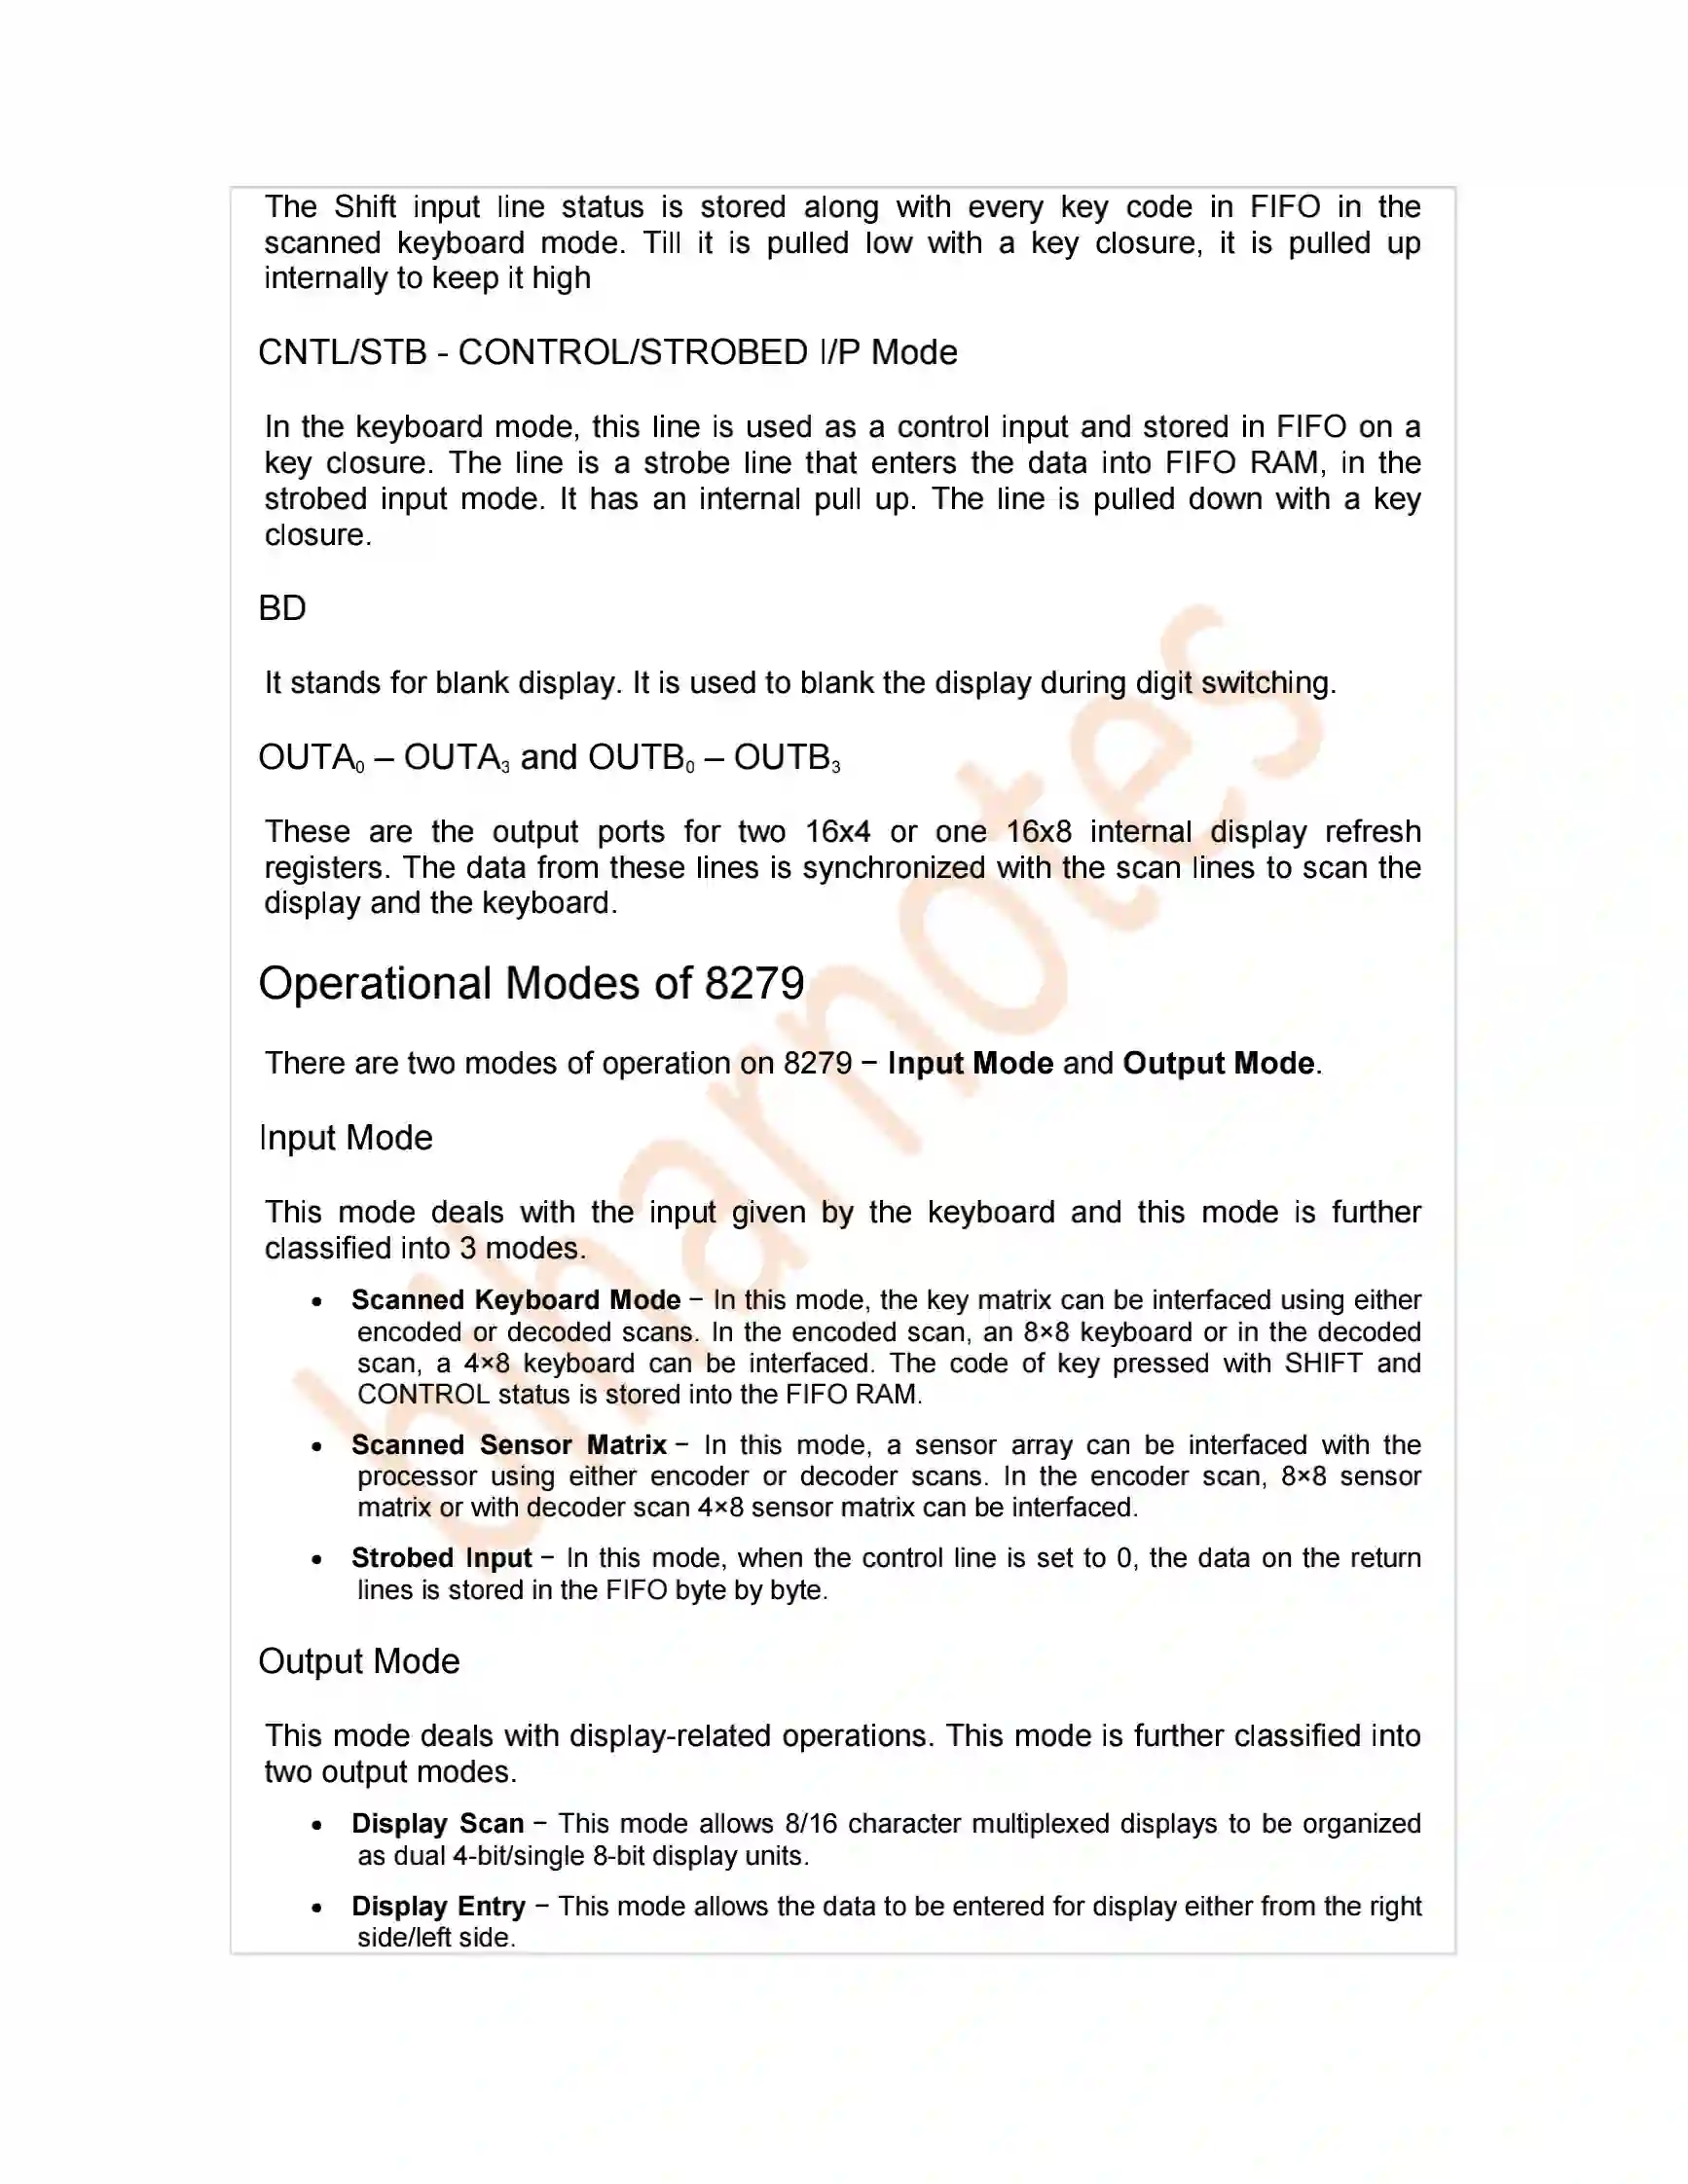 The Shift input line status is stored along with every key code in FIFO in the
scanned keyboard mode. Till it is pulled low with a key closure, it is pulled up
internally to keep it high
CNTL/STB - CONTROL/STROBED I/P Mode
In the keyboard mode, this line is used as a control input and stored in FIFO on a
key closure. The line is a strobe line that enters the data into FIFO RAM, in the
strobed input mode. It has an internal pull up. The line is pulled down with a key
closure.
BD
It stands for blank display. It is used to blank the display during digit switching.
OUTA₀ – OUTA₃ and OUTB₀ – OUTB₃
These are the output ports for two 16x4 or one 16x8 internal display refresh
registers. The data from these lines is synchronized with the scan lines to scan the
display and the keyboard.
Operational Modes of 8279
There are two modes of operation on 8279 − Input Mode and Output Mode.
Input Mode
This mode deals with the input given by the keyboard and this mode is further
classified into 3 modes.
• Scanned Keyboard Mode − In this mode, the key matrix can be interfaced using either
encoded or decoded scans. In the encoded scan, an 8×8 keyboard or in the decoded
scan, a 4×8 keyboard can be interfaced. The code of key pressed with SHIFT and
CONTROL status is stored into the FIFO RAM.
• Scanned Sensor Matrix − In this mode, a sensor array can be interfaced with the
processor using either encoder or decoder scans. In the encoder scan, 8×8 sensor
matrix or with decoder scan 4×8 sensor matrix can be interfaced.
• Strobed Input − In this mode, when the control line is set to 0, the data on the return
lines is stored in the FIFO byte by byte.
Output Mode
This mode deals with display-related operations. This mode is further classified into
two output modes.
• Display Scan − This mode allows 8/16 character multiplexed displays to be organized
as dual 4-bit/single 8-bit display units.
• Display Entry − This mode allows the data to be entered for display either from the right
side/left side.
biharnotes